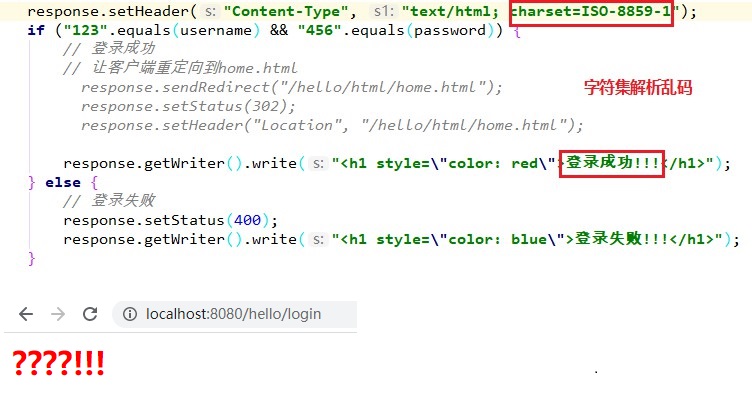 response.setHeader( s: "Content-Type", s1: "text/html; charset=ISO-8859-1");
if ("123".equals(username) && "456".equals(password)) {
// 登录成功
// 让客户端重定向到home.html
response.sendRedirect("/hello/html/home.html");
字符集解析乱码
response.setStatus(302);
response.setHeader("Location", "/hello/html/home.html");
response.getWriter().write( s: "<h1 style=\"color: red\">登录成功!!!</h1>");
} else {
// 登录失败
response.setStatus(400);
response.getWriter().write( s: "<h1 style=\"color: blue\">登录失败!!!</h1>");
}
localhost:8080/hello/login
????!!!